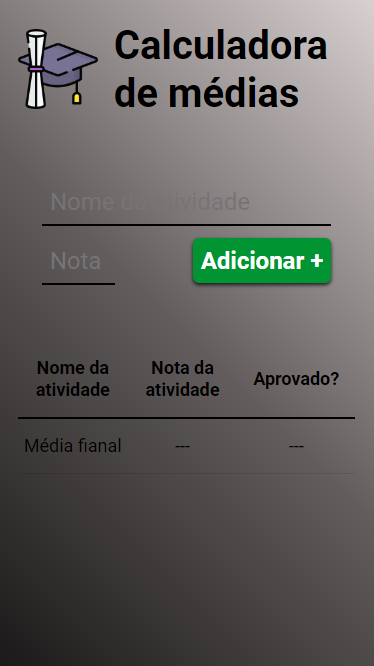 Calculadora
de médias
Nome da atividade
Nota
Adicionar +
Nome da atividade
Nota da atividade
Aprovado?
Média fianal
---
---